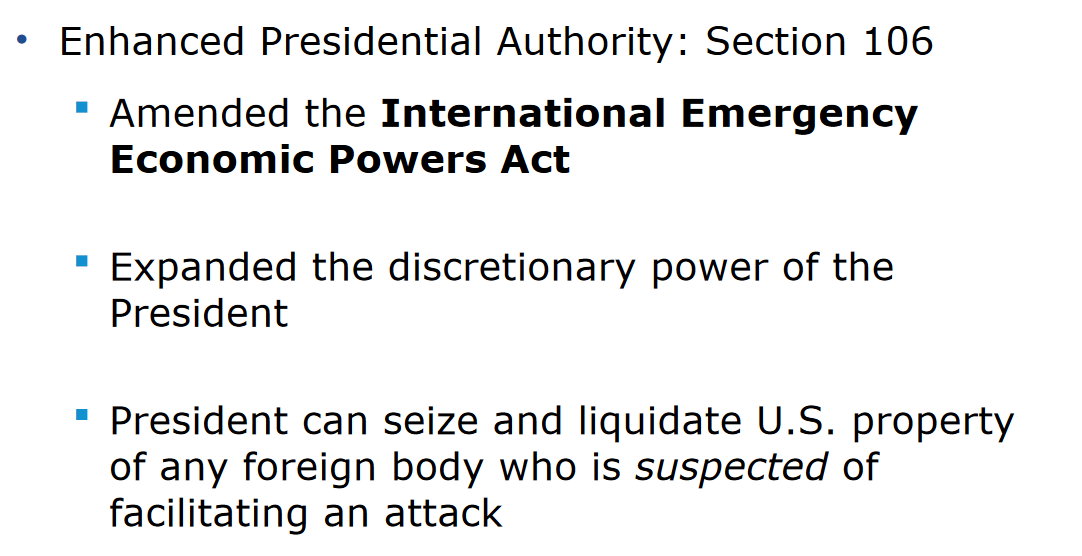 • Enhanced Presidential Authority: Section 106
▪ Amended the International Emergency
Economic Powers Act
▪ Expanded the discretionary power of the
President
▪ President can seize and liquidate U.S. property
of any foreign body who is suspected of
facilitating an attack